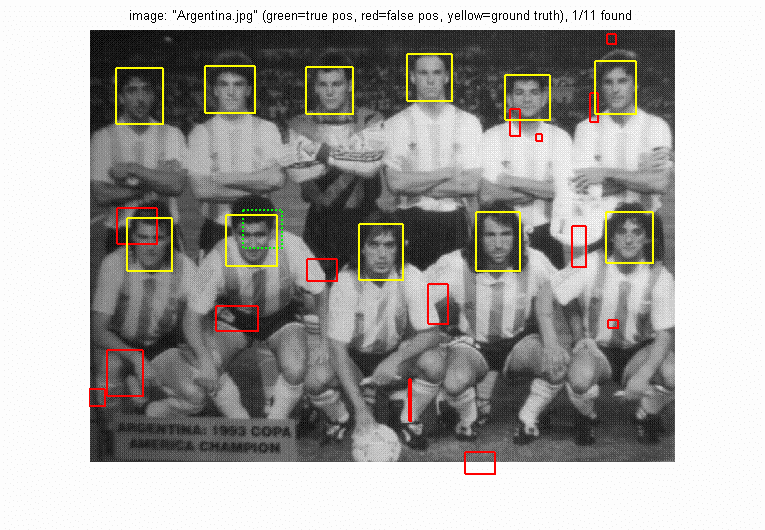 image: "Argentina.jpg" (green=true pos, red=false pos, yellow=ground truth), 1/11 found
ARGENTINA: 1993 COPA
AMERICA CHAMPION